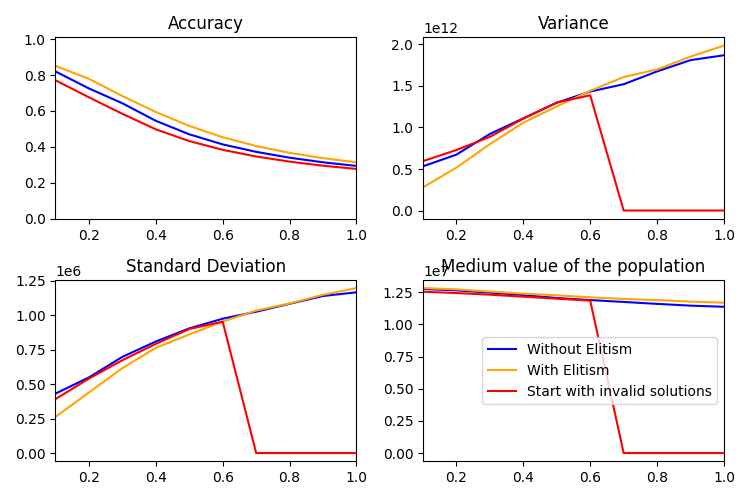 Accuracy
1.0
0.8
0.6
0.4
0.2
0.0
0.2 0.4 0.6 0.8 1.0
Variance
1e12
2.0
1.5
1.0
0.5
0.0
0.2 0.4 0.6 0.8 1.0
Standard Deviation
1e6
1.25
1.00
0.75
0.50
0.25
0.00
0.2 0.4 0.6 0.8 1.0
Medium value of the population
1e7
1.25
1.00
0.75
0.50
0.25
0.00
Without Elitism
With Elitism
Start with invalid solutions
0.2 0.4 0.6 0.8 1.0